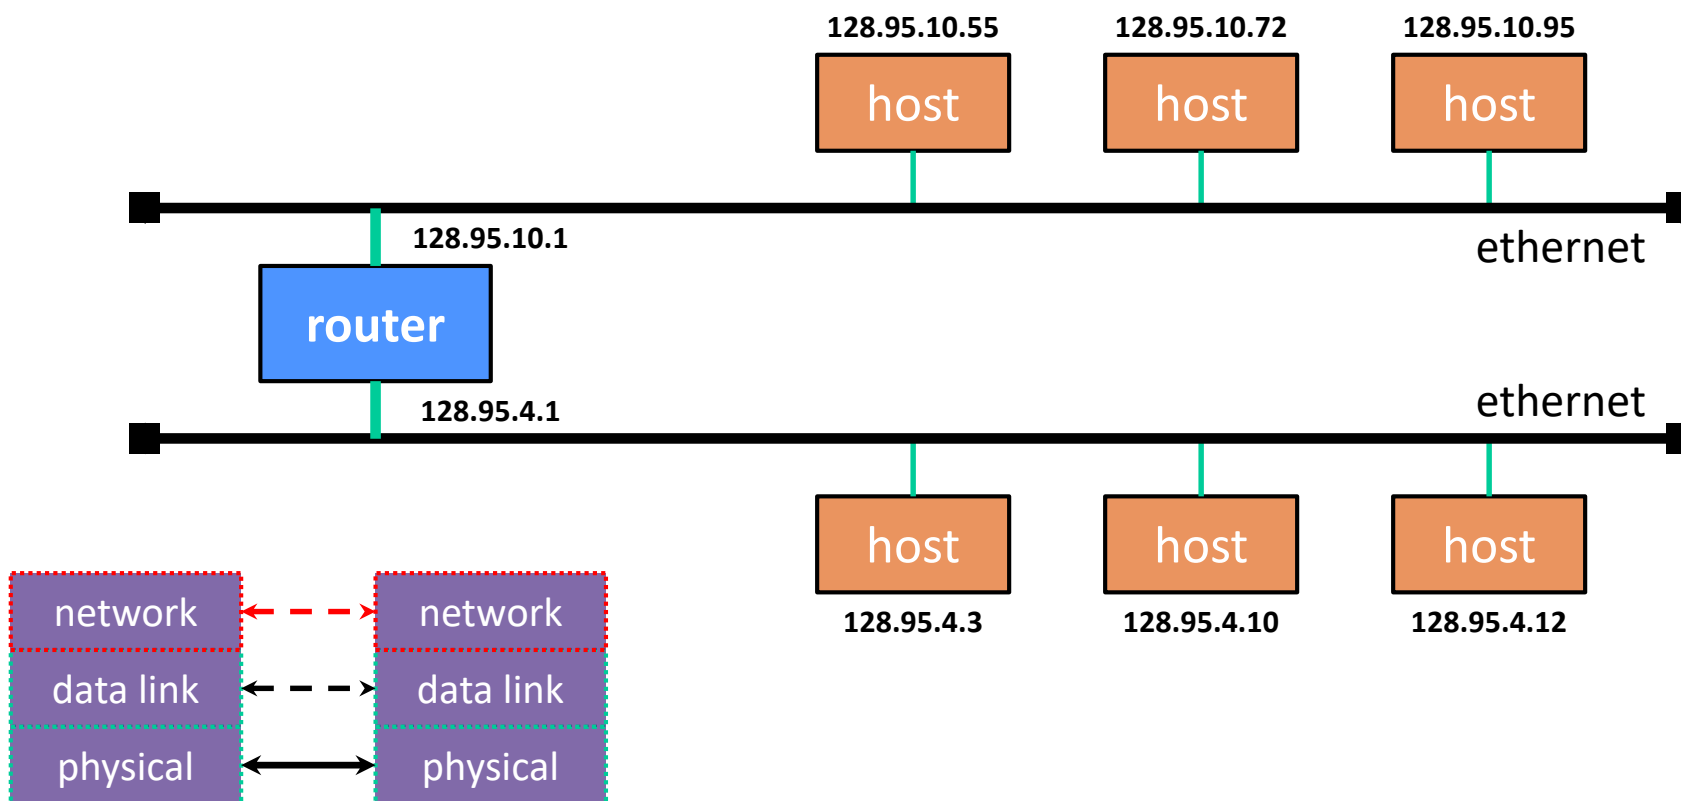 128.95.10.55 128.95.10.72 128.95.10.95
host host host
128.95.10.1
ethernet
router
128.95.4.1
ethernet
host host host
128.95.4.3 128.95.4.10 128.95.4.12
network network
data link data link
physical physical